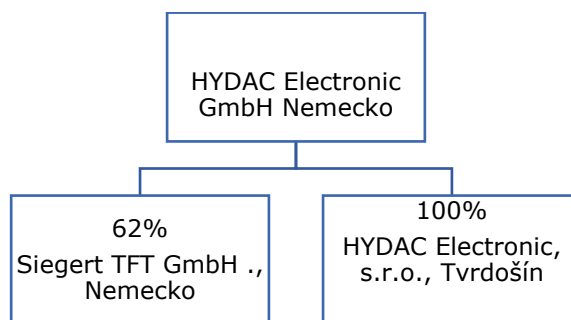 HYDAC Electronic
GmbH Nemecko
62%
Siegert TFT GmbH .,
Nemecko
100%
HYDAC Electronic,
s.r.o., Tvrdošín